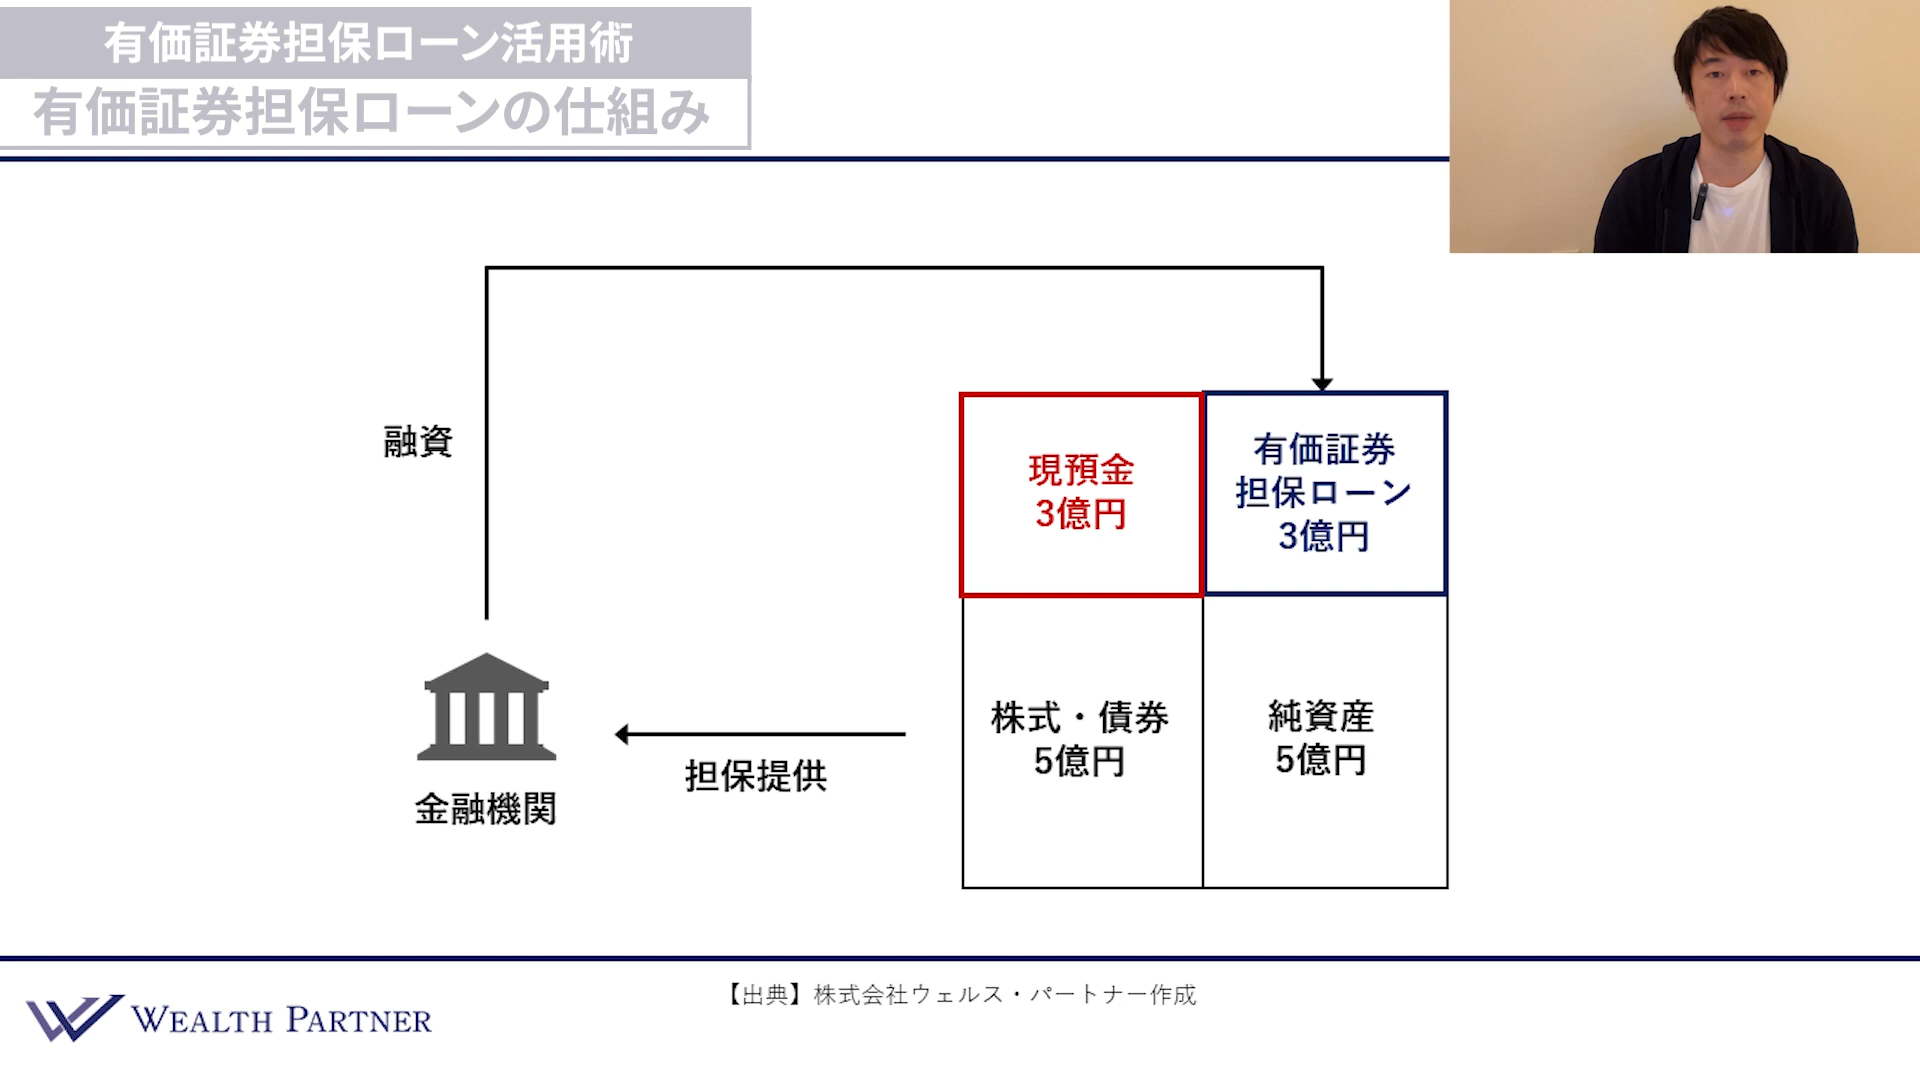 有価証券担保ローン活用術
有価証券担保ローンの仕組み
融資
現預金
3億円
有価証券
担保ローン
3億円
株式・債券
5億円
純資産
5億円
担保提供
金融機関
【出典】株式会社ウェルス・パートナー作成
WEALTH PARTNER